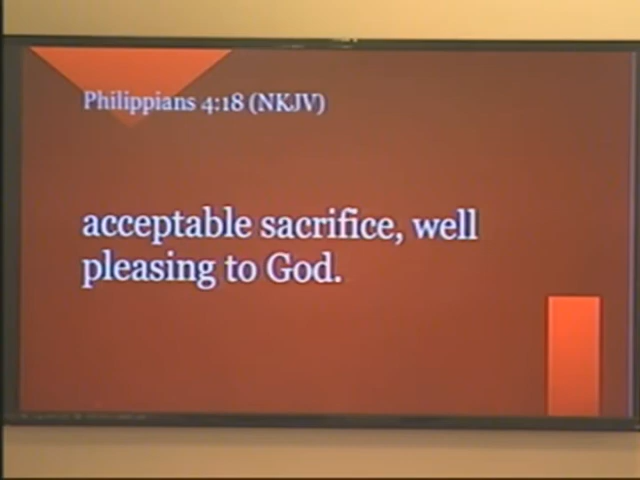 Philippians 4:18 (NKJV)
acceptable sacrifice, well
pleasing to God.